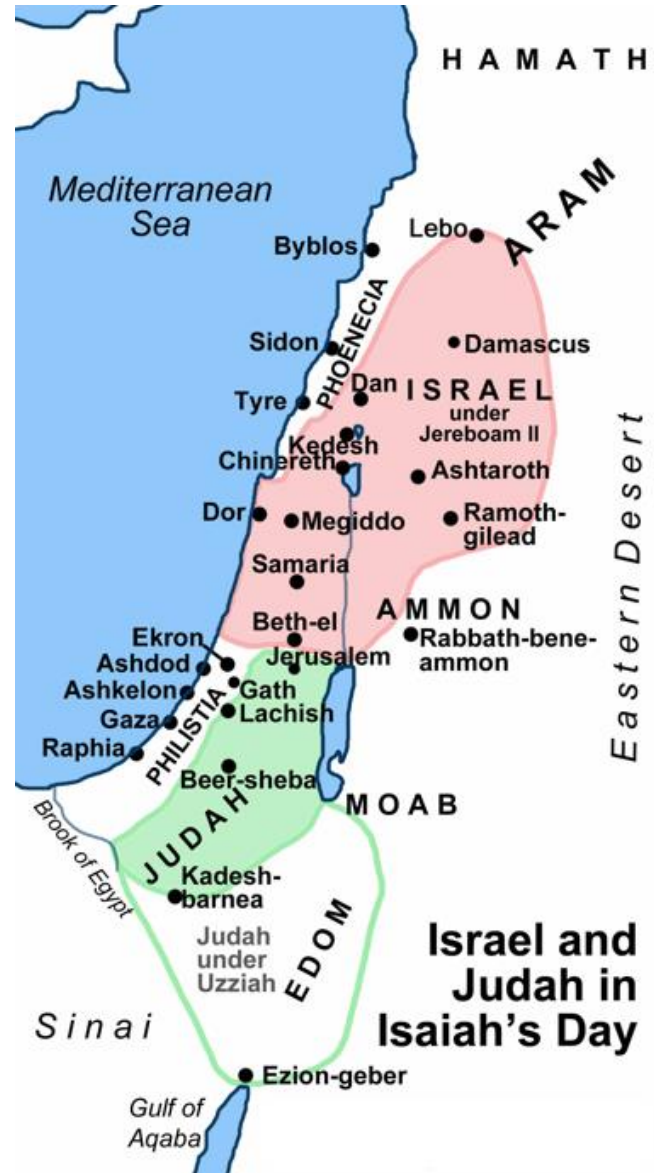 HAMATH
Mediterranean
Sea
ARAM
Lebo
Byblos
PHOENECIA
Sidon
Damascus
Dan
ISRAEL
under
Jereboam II
Tyre
Kedesh
Chinereth
Ashtaroth
Dor
Megiddo
Ramoth-
gilead
Eastern Desert
Samaria
AMMON
Beth-el
Rabbath-bene-
ammon
Ekron
Jerusalem
Ashdod
Gath
Ashkelon
Lachish
Gaza
PHILISTIA
Raphia
Beer-sheba
MOAB
JUDAH
Brook of Egypt
Kadesh-
barnea
EDOM
Judah
under
Uzziah
Israel and
Judah in
Isaiah's Day
Sinai
Ezion-geber
Gulf of
Aqaba